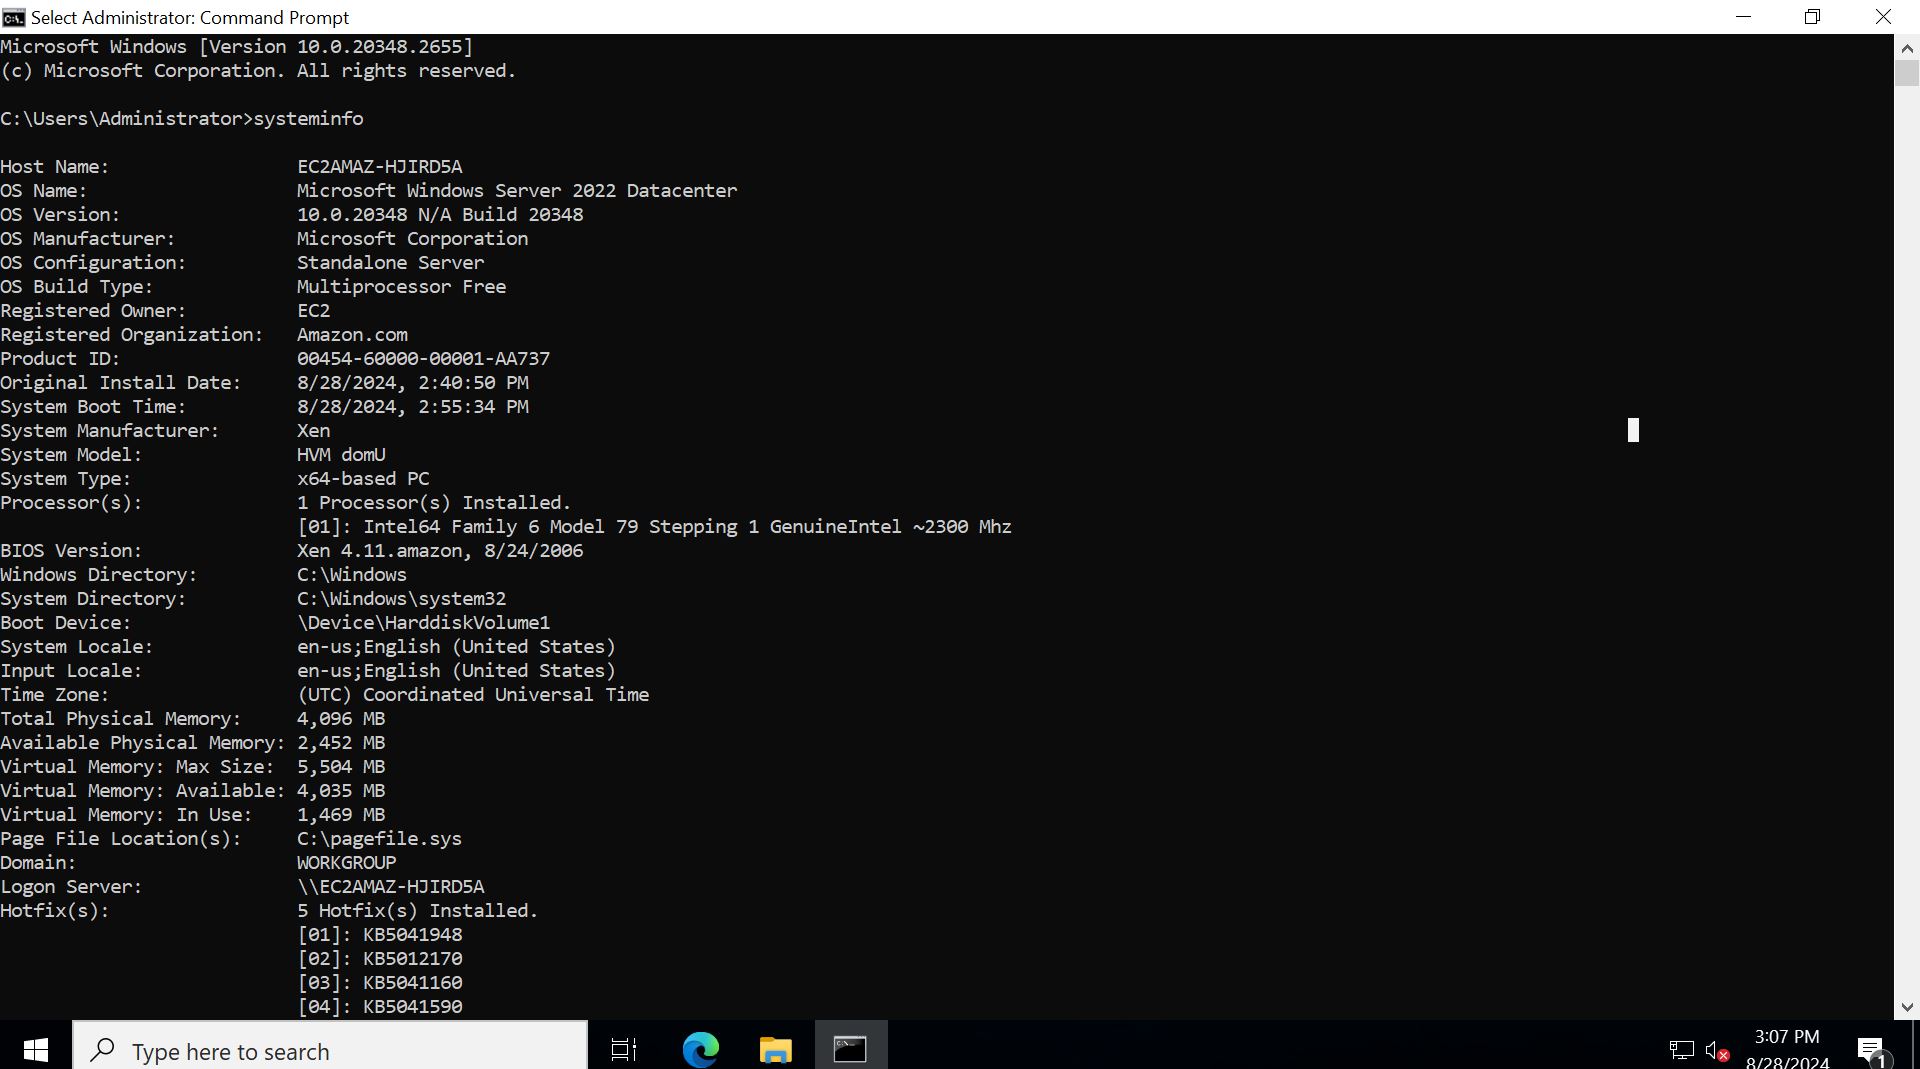 Select Administrator: Command Prompt
Microsoft Windows [Version 10.0.20348.2655]
(c) Microsoft Corporation. All rights reserved.
C:\Users\Administrator>systeminfo
Host Name: EC2AMAZ-HJIRD5A
OS Name: Microsoft Windows Server 2022 Datacenter
OS Version: 10.0.20348 N/A Build 20348
OS Manufacturer: Microsoft Corporation
OS Configuration: Standalone Server
OS Build Type: Multiprocessor Free
Registered Owner: EC2
Registered Organization: Amazon.com
Product ID: 00454-60000-00001-AA737
Original Install Date: 8/28/2024, 2:40:50 PM
System Boot Time: 8/28/2024, 2:55:34 PM
System Manufacturer: Xen
System Model: HVM domU
System Type: x64-based PC
Processor(s): 1 Processor(s) Installed.
[01]: Intel64 Family 6 Model 79 Stepping 1 GenuineIntel ~2300 Mhz
BIOS Version: Xen 4.11.amazon, 8/24/2006
Windows Directory: C:\Windows
System Directory: C:\Windows\system32
Boot Device: \Device\HarddiskVolume1
System Locale: en-us;English (United States)
Input Locale: en-us;English (United States)
Time Zone: (UTC) Coordinated Universal Time
Total Physical Memory: 4,096 MB
Available Physical Memory: 2,452 MB
Virtual Memory: Max Size: 5,504 MB
Virtual Memory: Available: 4,035 MB
Virtual Memory: In Use: 1,469 MB
Page File Location(s): C:\pagefile.sys
Domain: WORKGROUP
Logon Server: \\EC2AMAZ-HJIRD5A
Hotfix(s): 5 Hotfix(s) Installed.
[01]: KB5041948
[02]: KB5012170
[03]: KB5041160
[04]: KB5041590
Type here to search
3:07 PM
8/28/2024
1